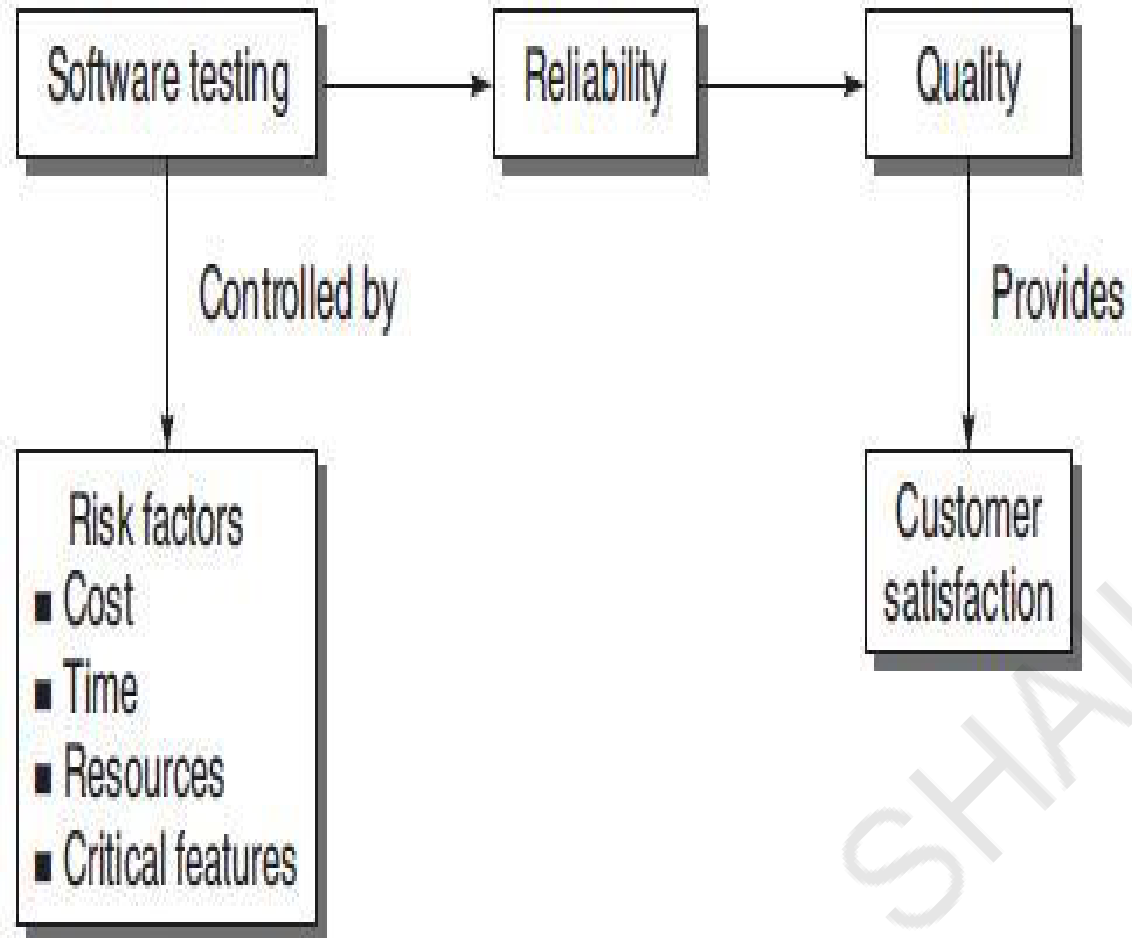 Software testing
Reliability
Quality
Controlled by
Provides
Risk factors
■ Cost
■ Time
■ Resources
■ Critical features
Customer
satisfaction